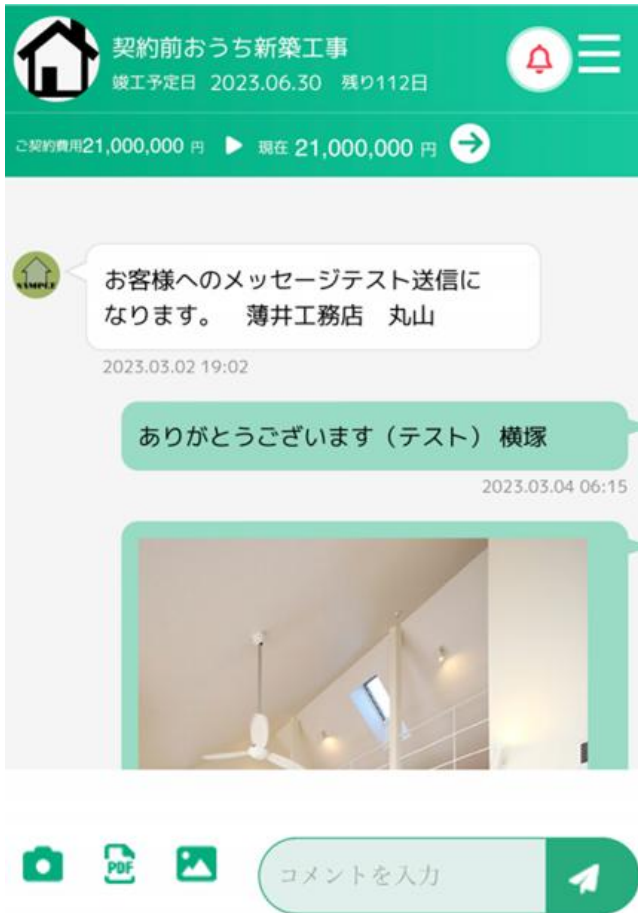 契約前おうち新築工事
竣工予定日 2023.06.30 残り112日
ご契約費用21,000,000 円 ▶ 現在 21,000,000 円
SAMPLE
お客様へのメッセージテスト送信に
なります。 薄井工務店 丸山
2023.03.02 19:02
ありがとうございます（テスト） 横塚
2023.03.04 06:15
PDF
コメントを入力